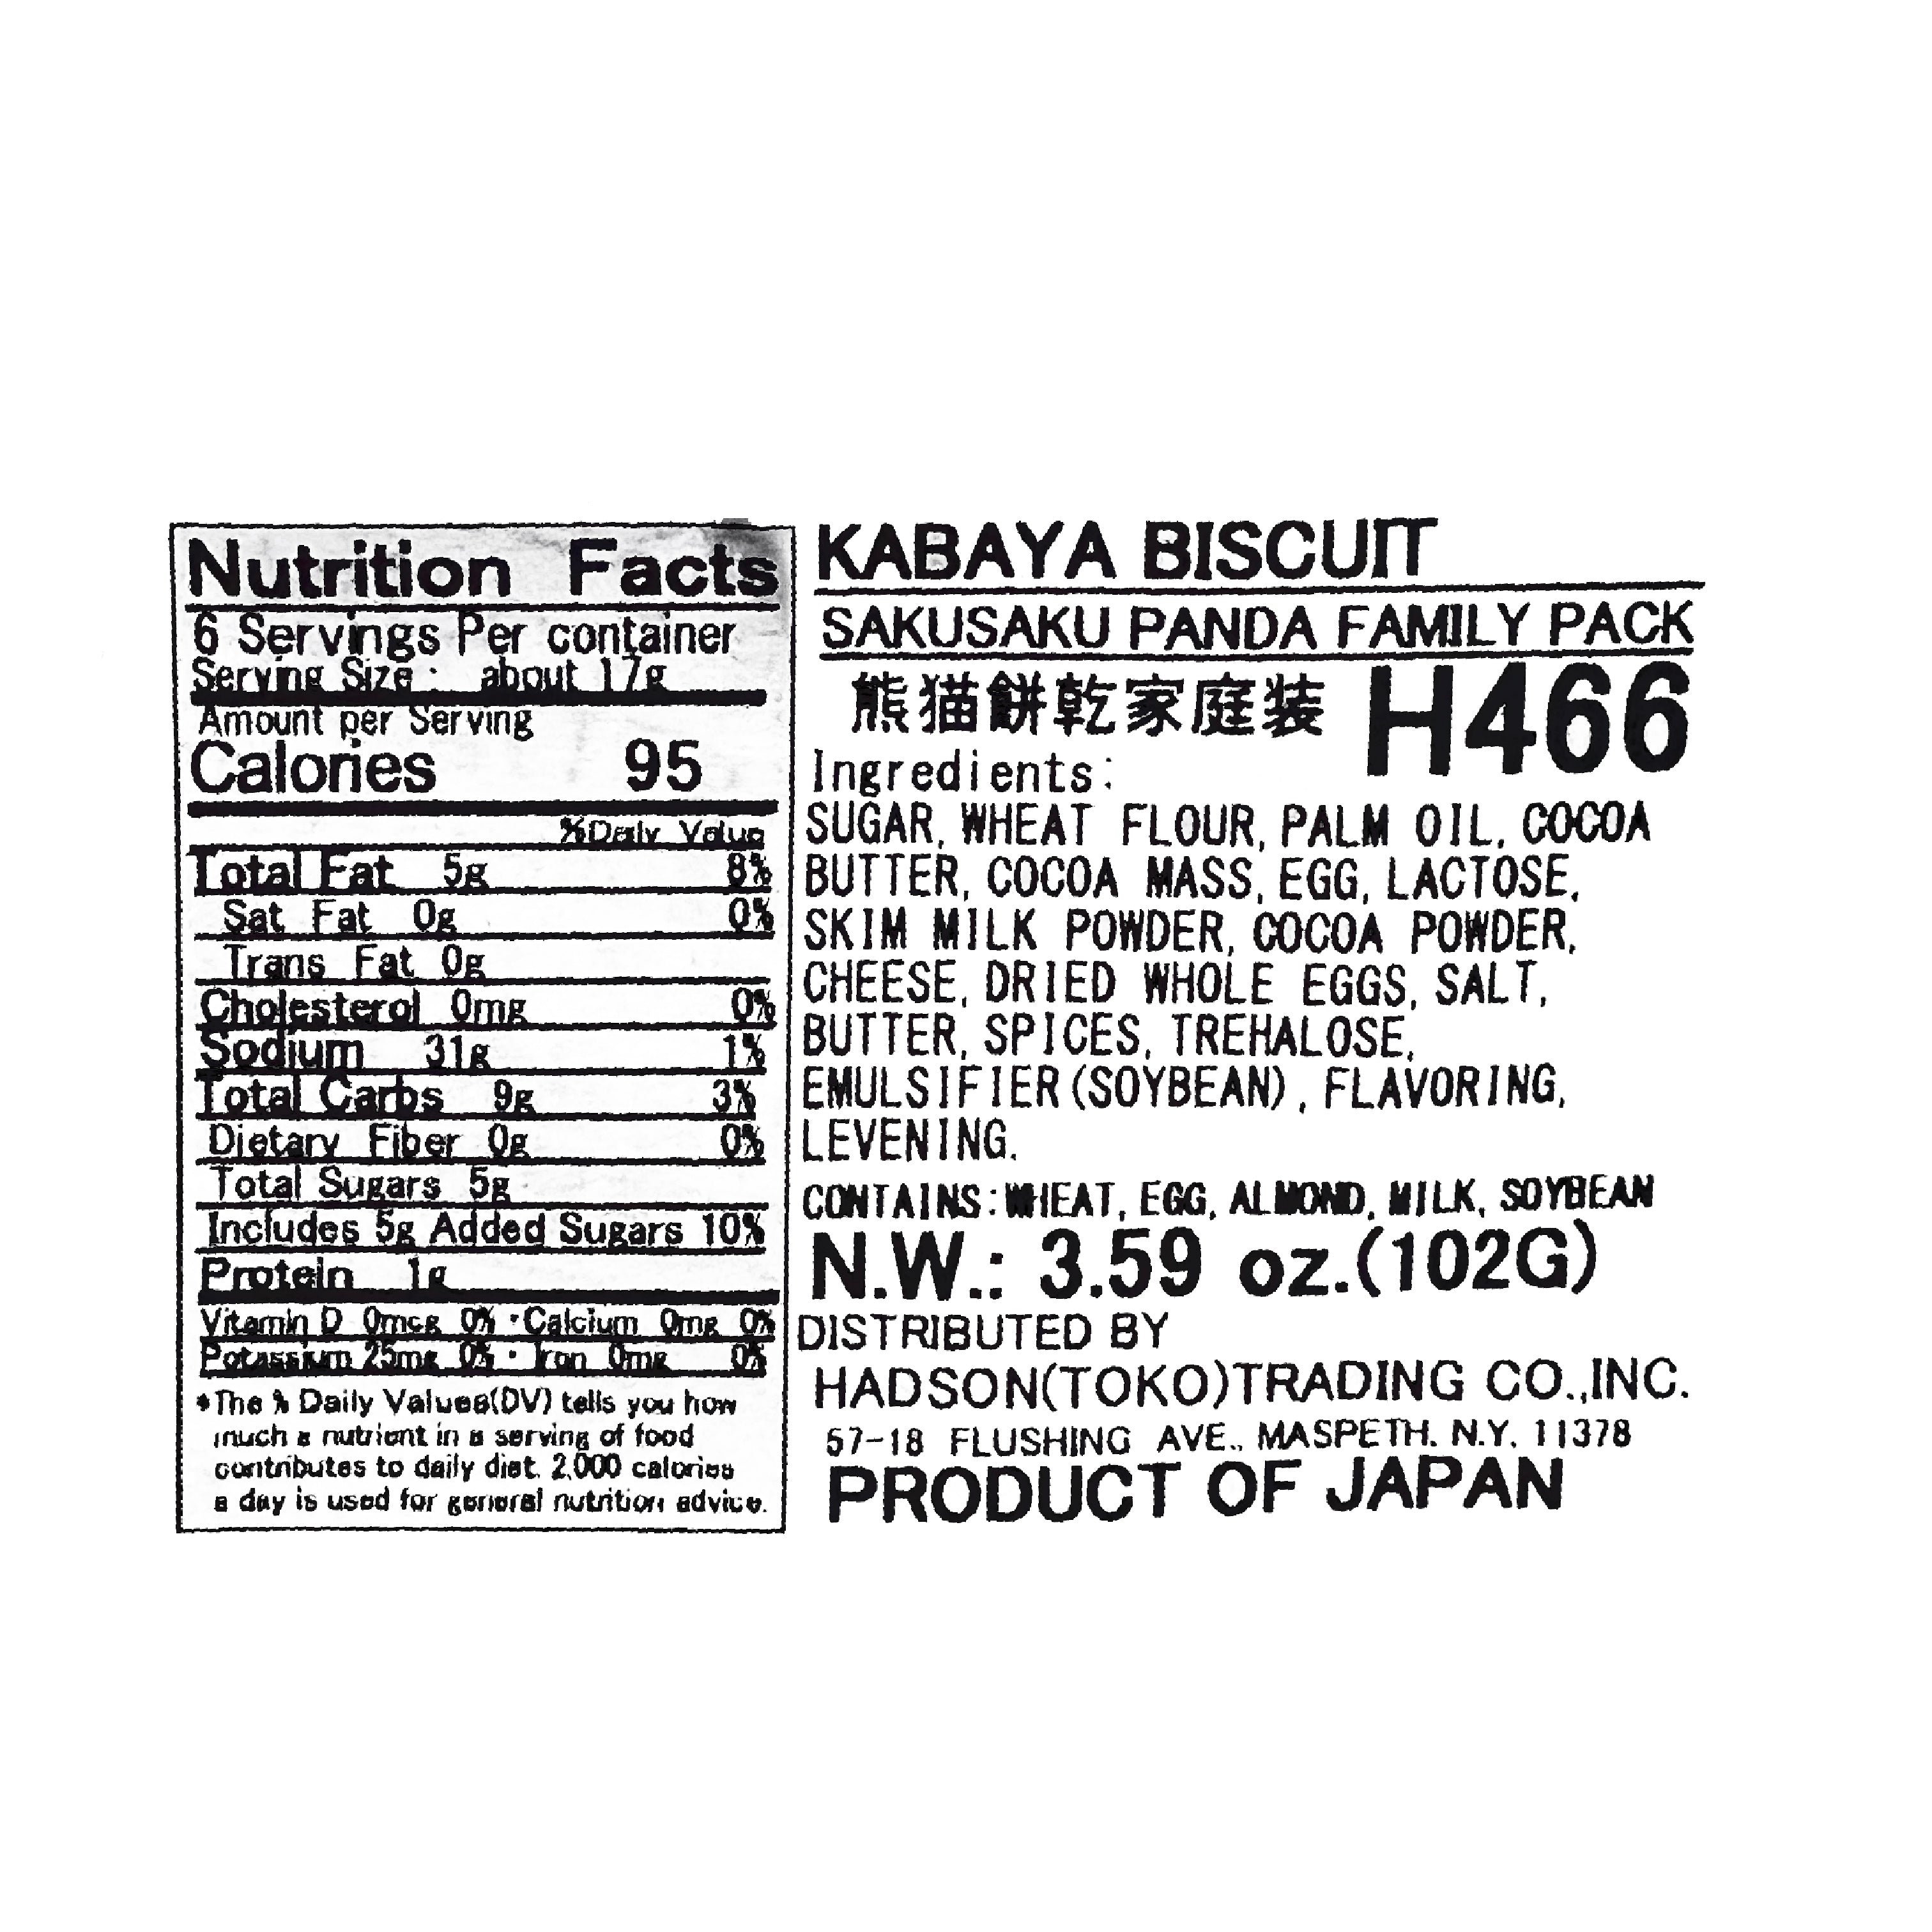 Nutrition Facts
6 Servings Per container
Serving Size: about 17g
Amount per Serving
Calories 95
%Daily Value
Total Fat 5g 8%
Sat Fat 0g 0%
Trans Fat 0g
Cholesterol 0mg 0%
Sodium 31g 1%
Total Carbs 9g 3%
Dietary Fiber 0g 0%
Total Sugars 5g
Includes 5g Added Sugars 10%
Protein 1g
Vitamin D 0mcg 0% · Calcium 0mg 0%
Potassium 25mg 0% · Iron 0mg 0%
*The % Daily Values(DV) tells you how
much a nutrient in a serving of food
contributes to daily diet. 2,000 calories
a day is used for general nutrition advice.
KABAYA BISCUIT
SAKUSAKU PANDA FAMILY PACK
熊猫餅乾家庭装 H466
Ingredients:
SUGAR, WHEAT FLOUR, PALM OIL, COCOA
BUTTER, COCOA MASS, EGG, LACTOSE,
SKIM MILK POWDER, COCOA POWDER,
CHEESE, DRIED WHOLE EGGS, SALT,
BUTTER, SPICES, TREHALOSE,
EMULSIFIER(SOYBEAN), FLAVORING,
LEVENING.
CONTAINS:WHEAT, EGG, ALMOND, MILK, SOYBEAN
N.W.: 3.59 oz.(102G)
DISTRIBUTED BY
HADSON(TOKO)TRADING CO.,INC.
57-18 FLUSHING AVE., MASPETH. N.Y. 11378
PRODUCT OF JAPAN